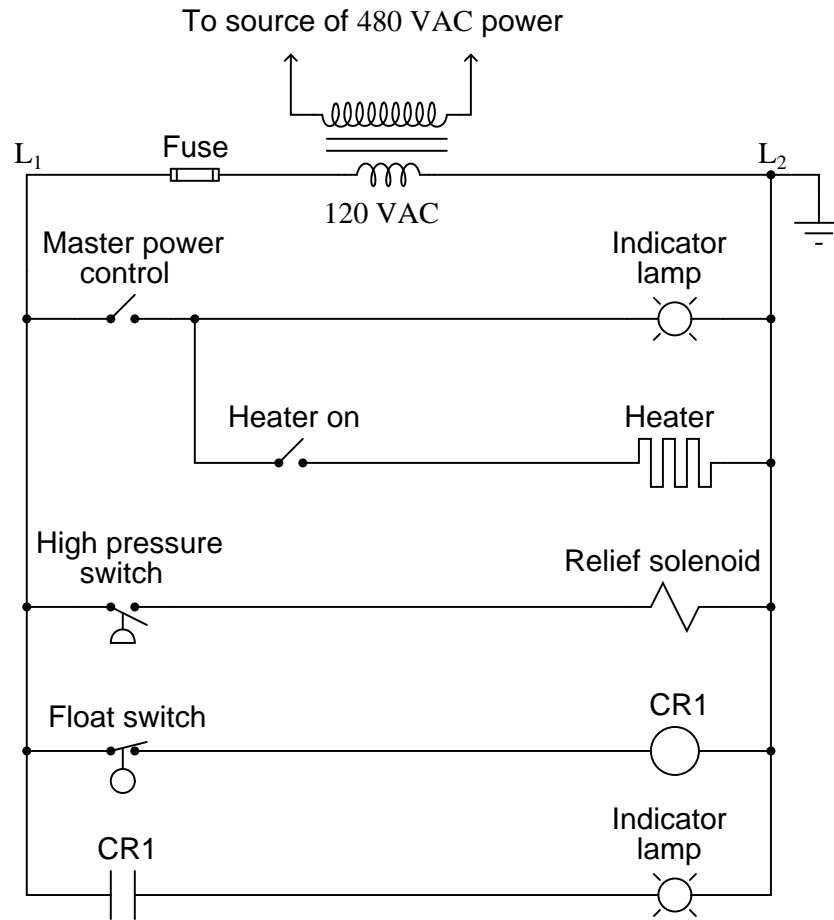 To source of 480 VAC power
L1
Fuse
L2
120 VAC
Master power
control
Indicator
lamp
Heater on
Heater
High pressure
switch
Relief solenoid
Float switch
CR1
CR1
Indicator
lamp